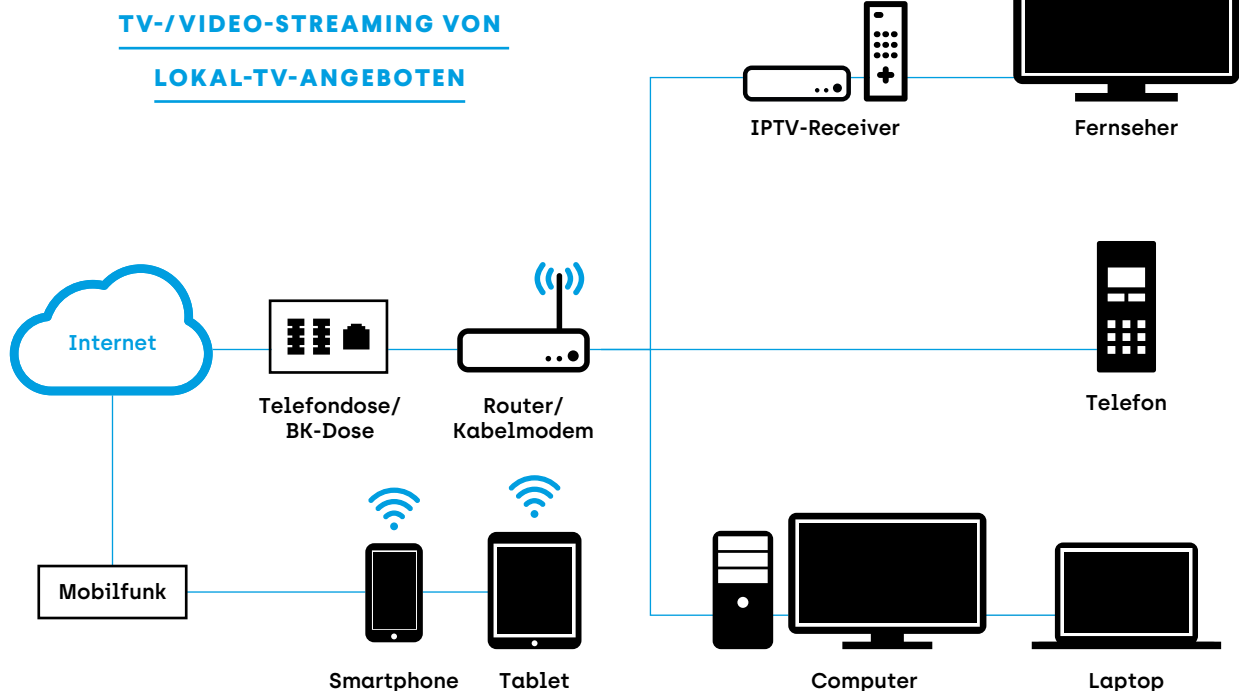 TV-/VIDEO-STREAMING VON
LOKAL-TV-ANGEBOTEN
IPTV-Receiver
Fernseher
Internet
Telefondose/
BK-Dose
Router/
Kabelmodem
Telefon
Mobilfunk
Smartphone
Tablet
Computer
Laptop